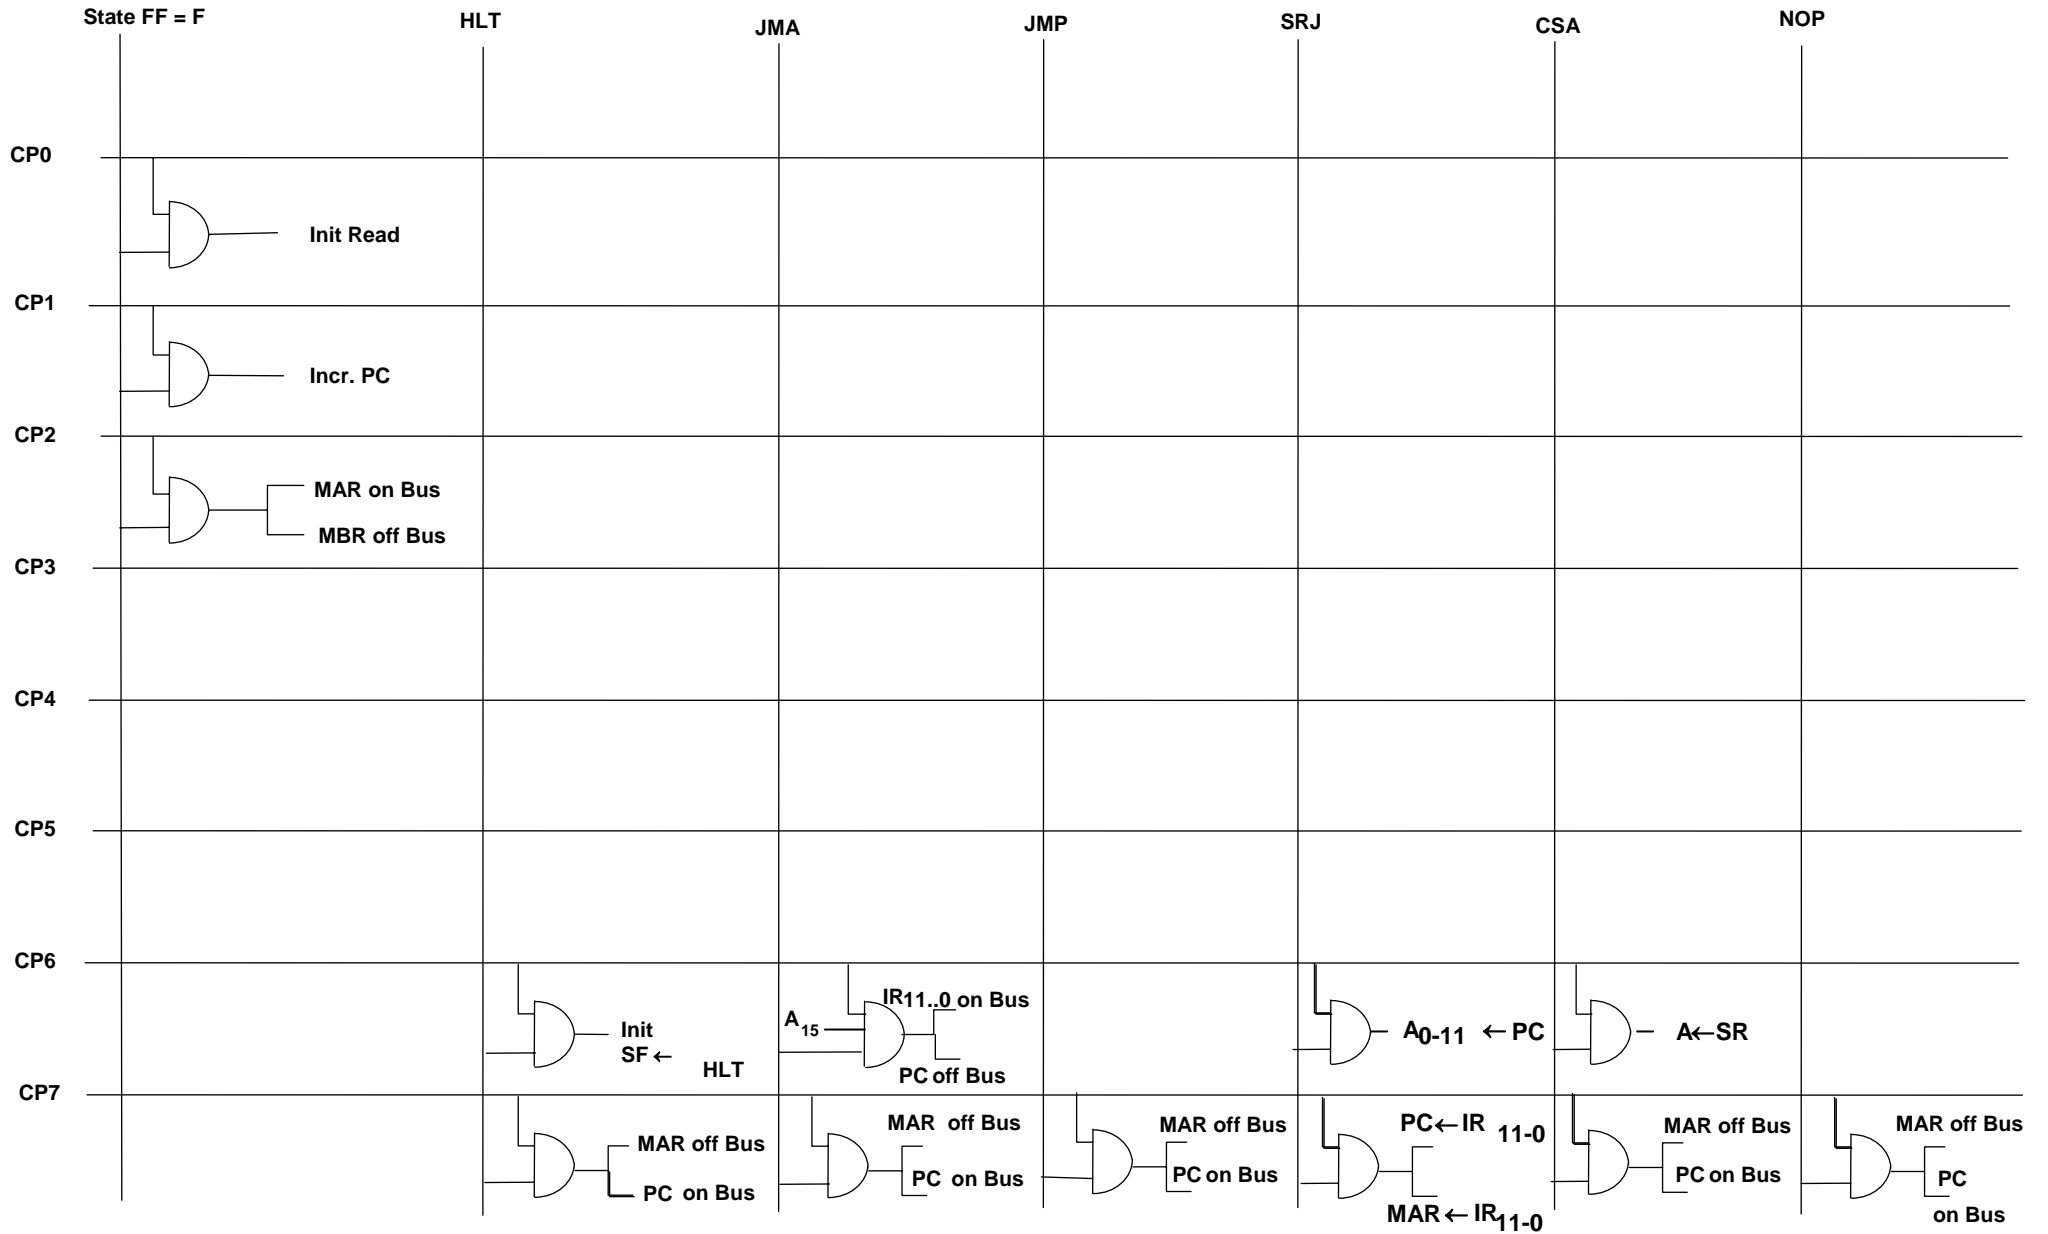 State FF = F
HLT
JMA
JMP
SRJ
CSA
NOP
CP0
Init Read
CP1
Incr. PC
CP2
MAR on Bus
MBR off Bus
CP3
CP4
CP5
CP6
Init
SF ←
HLT
A15
IR11..0 on Bus
PC off Bus
A0-11 ← PC
A←SR
CP7
MAR off Bus
PC on Bus
MAR off Bus
PC on Bus
MAR off Bus
PC on Bus
PC←IR 11-0
MAR ← IR11-0
MAR off Bus
PC on Bus
MAR off Bus
PC
on Bus